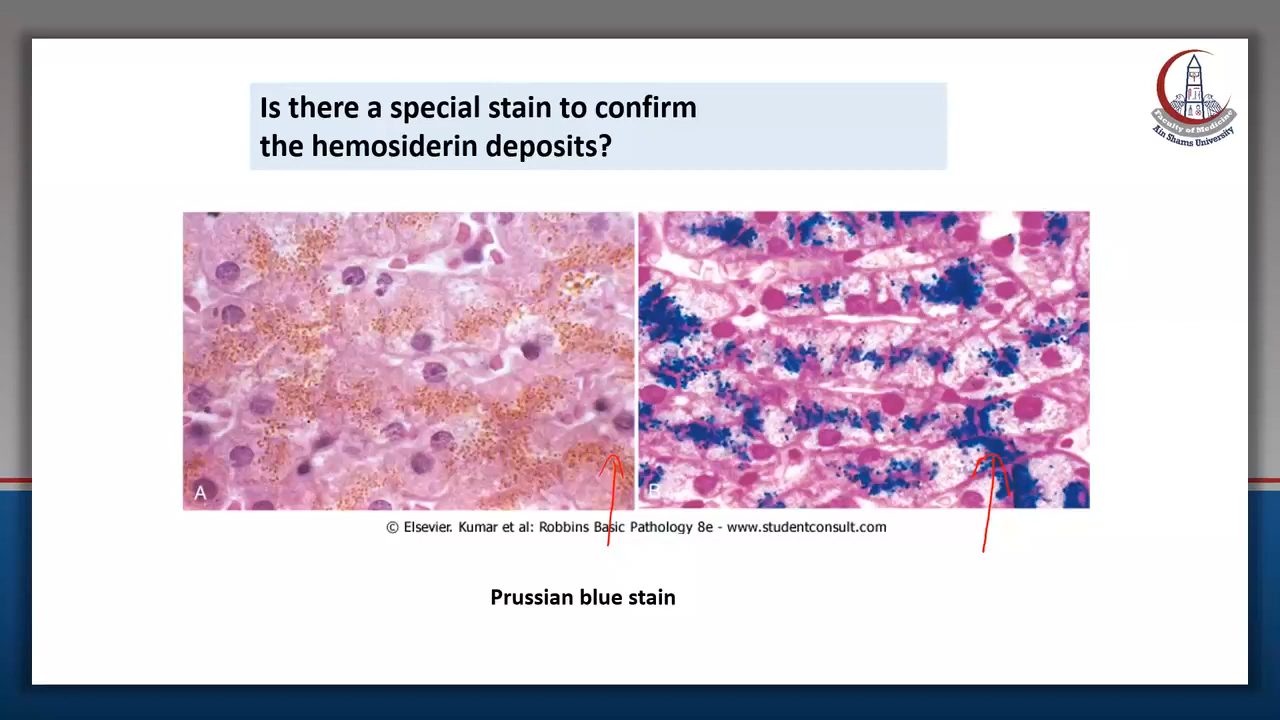 Is there a special stain to confirm
the hemosiderin deposits?
Faculty of Medicine
Ain Shams University
A
B
© Elsevier. Kumar et al: Robbins Basic Pathology 8e - www.studentconsult.com
Prussian blue stain